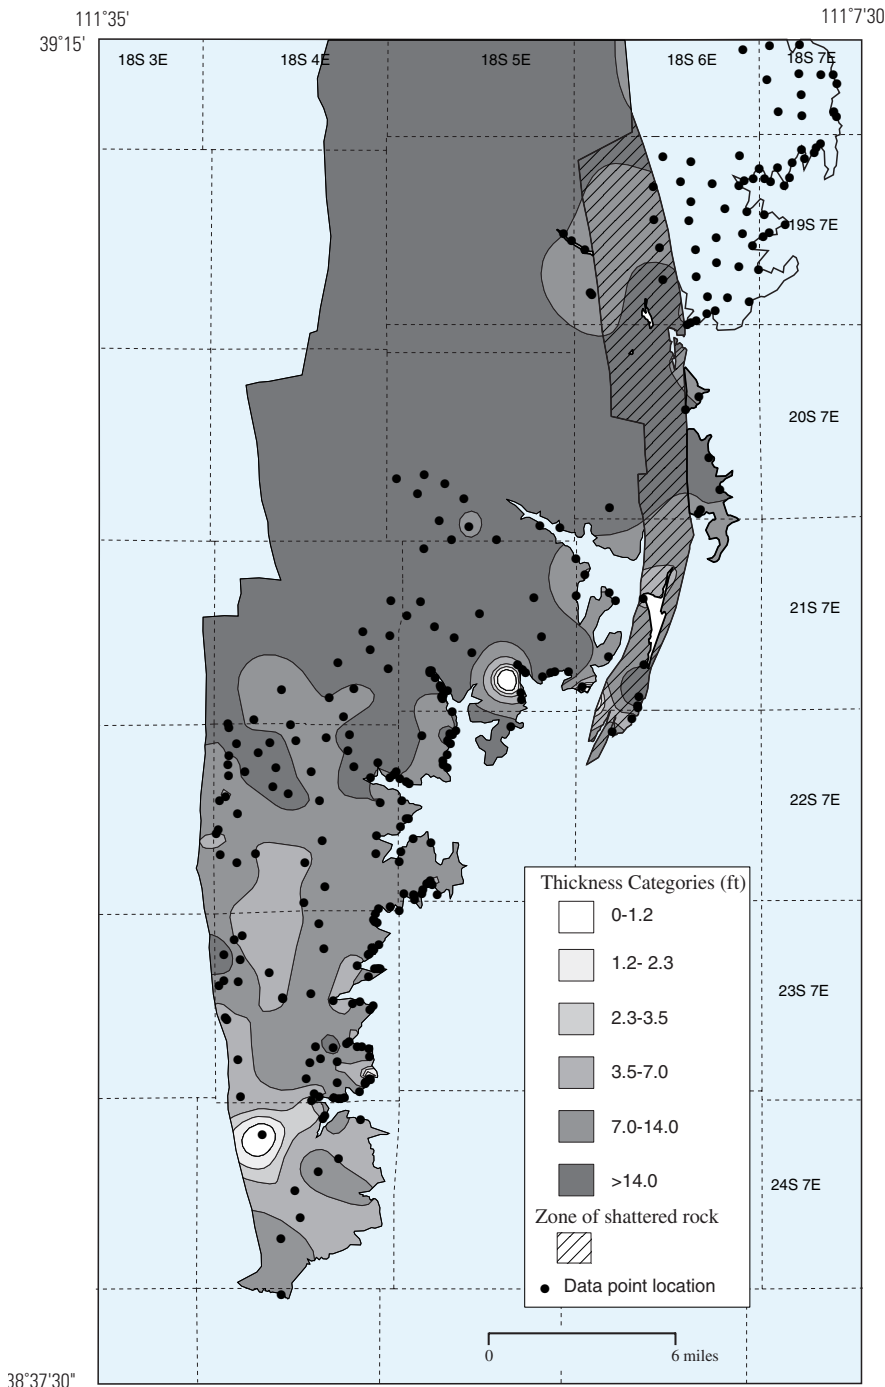 111°35'
111°7'30
39°15'
18S 3E
18S 4E
18S 5E
18S 6E
18S 7E
19S 7E
20S 7E
21S 7E
22S 7E
Thickness Categories (ft)
0-1.2
1.2- 2.3
2.3-3.5
3.5-7.0
7.0-14.0
>14.0
Zone of shattered rock
Data point location
23S 7E
24S 7E
0
6 miles
38°37'30"